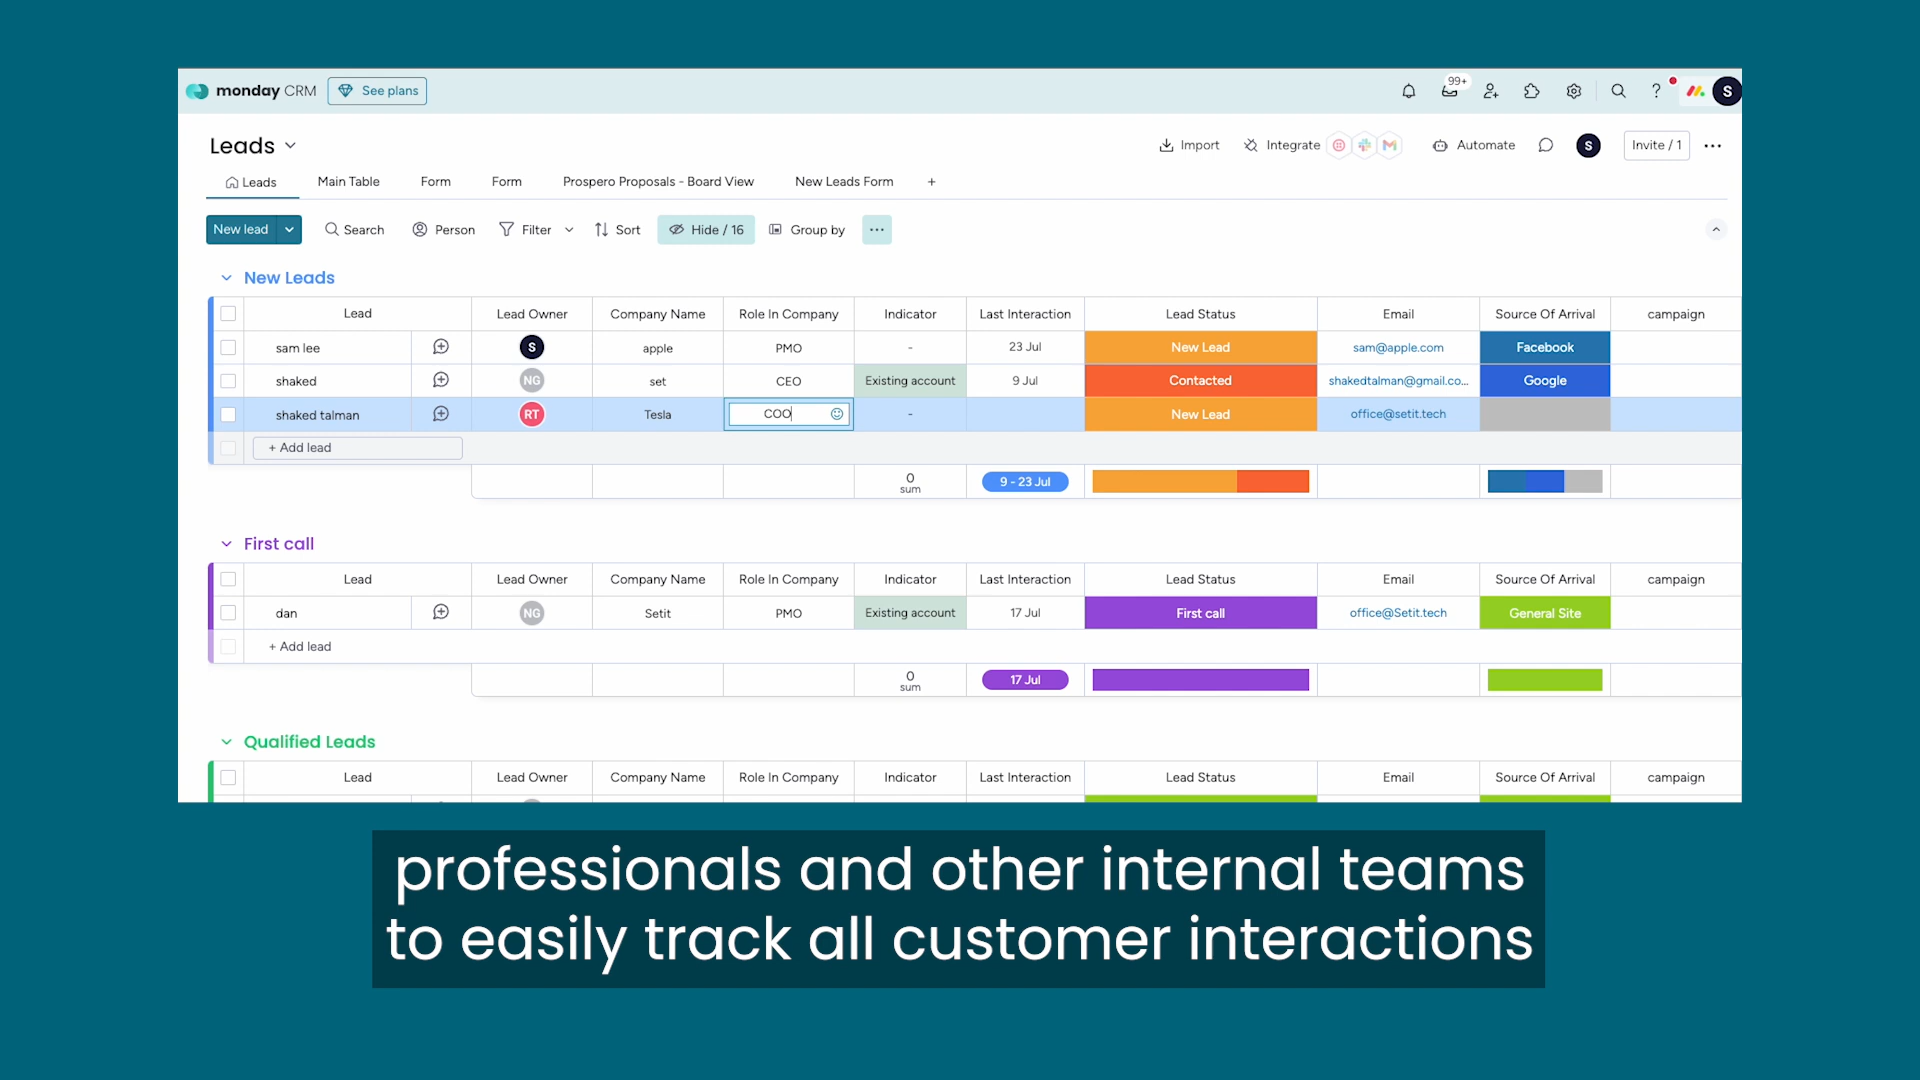 monday CRM See plans 99+ ? S
Leads Import Integrate Automate S Invite / 1
Leads Main Table Form Form Prospero Proposals - Board View New Leads Form +
New lead Search Person Filter Sort Hide / 16 Group by
New Leads
Lead Lead Owner Company Name Role In Company Indicator Last Interaction Lead Status Email Source Of Arrival campaign
sam lee S apple PMO - 23 Jul New Lead sam@apple.com Facebook
shaked NG set CEO Existing account 9 Jul Contacted shakedtalman@gmail.co... Google
shaked talman RT Tesla COO - New Lead office@setit.tech
+ Add lead
0 9 - 23 Jul
sum
First call
Lead Lead Owner Company Name Role In Company Indicator Last Interaction Lead Status Email Source Of Arrival campaign
dan NG Setit PMO Existing account 17 Jul First call office@Setit.tech General Site
+ Add lead
0 17 Jul
sum
Qualified Leads
Lead Lead Owner Company Name Role In Company Indicator Last Interaction Lead Status Email Source Of Arrival campaign
professionals and other internal teams
to easily track all customer interactions